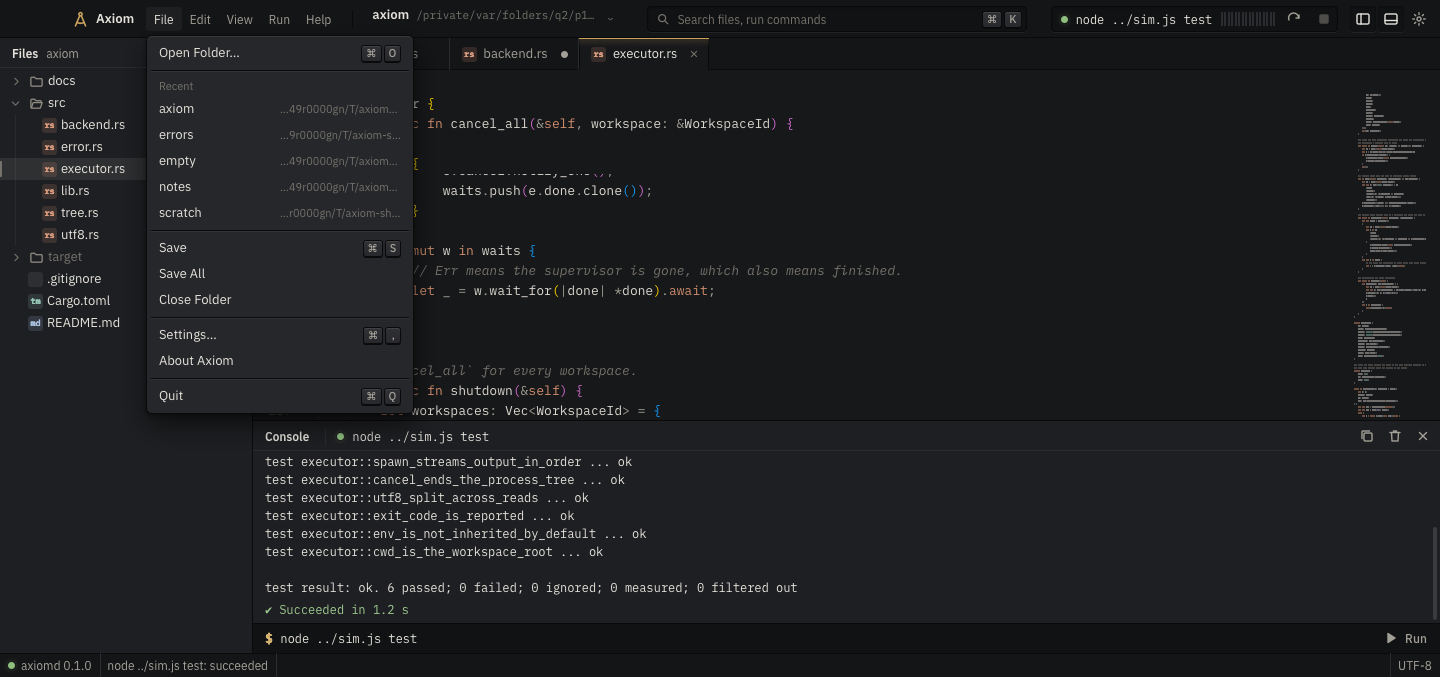 Axiom File Edit View Run Help axiom /private/var/folders/q2/p1… Search files, run commands ⌘ K node ../sim.js test
Files axiom
backend.rs executor.rs
Open Folder... ⌘ O
Recent
axiom ...49r0000gn/T/axiom...
errors ...9r0000gn/T/axiom-s...
empty ...49r0000gn/T/axiom...
notes ...49r0000gn/T/axiom...
scratch ...r0000gn/T/axiom-sh...
Save ⌘ S
Save All
Close Folder
Settings... ⌘ ,
About Axiom
Quit ⌘ Q
docs
src
rs backend.rs
rs error.rs
rs executor.rs
rs lib.rs
rs tree.rs
rs utf8.rs
target
.gitignore
tm Cargo.toml
md README.md
r {
c fn cancel_all(&self, workspace: &WorkspaceId) {
{
waits.push(e.done.clone());
}
mut w in waits {
// Err means the supervisor is gone, which also means finished.
let _ = w.wait_for(|done| *done).await;
cel_all` for every workspace.
c fn shutdown(&self) {
workspaces: Vec<WorkspaceId> = {
Console node ../sim.js test
test executor::spawn_streams_output_in_order ... ok
test executor::cancel_ends_the_process_tree ... ok
test executor::utf8_split_across_reads ... ok
test executor::exit_code_is_reported ... ok
test executor::env_is_not_inherited_by_default ... ok
test executor::cwd_is_the_workspace_root ... ok
test result: ok. 6 passed; 0 failed; 0 ignored; 0 measured; 0 filtered out
✔ Succeeded in 1.2 s
$ node ../sim.js test Run
axiomd 0.1.0 node ../sim.js test: succeeded UTF-8